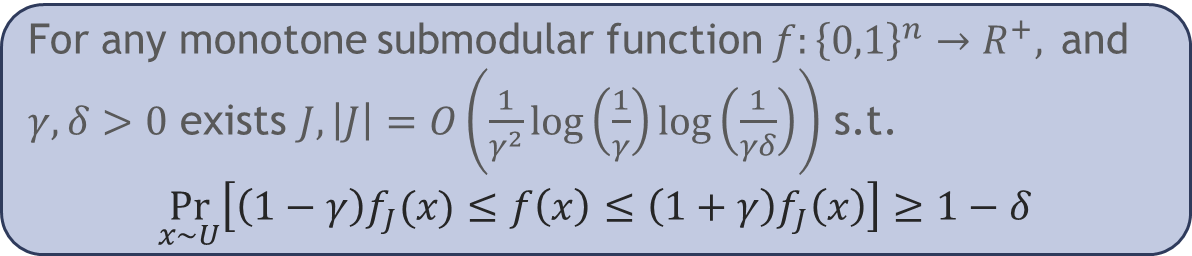 For any monotone submodular function f: {0,1}ⁿ → R⁺, and
γ, δ > 0 exists J, |J| = O(1/γ² log(1/γ) log(1/γδ)) s.t.
Pr_{x~U}[(1 − γ)f_J(x) ≤ f(x) ≤ (1 + γ)f_J(x)] ≥ 1 − δ